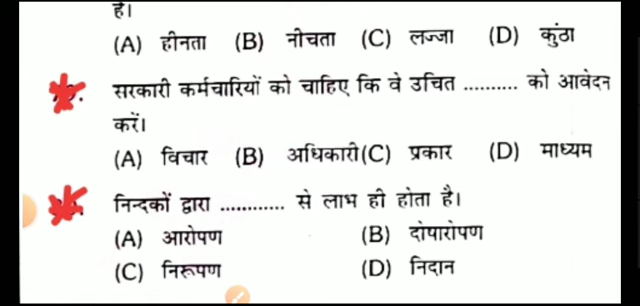 है।
(A) हीनता (B) नीचता (C) लज्जा (D) कुंठा
सरकारी कर्मचारियों को चाहिए कि वे उचित .......... को आवेदन
करें।
(A) विचार (B) अधिकारी(C) प्रकार (D) माध्यम
निन्दकों द्वारा ............ से लाभ ही होता है।
(A) आरोपण (B) दोषारोपण
(C) निरूपण (D) निदान